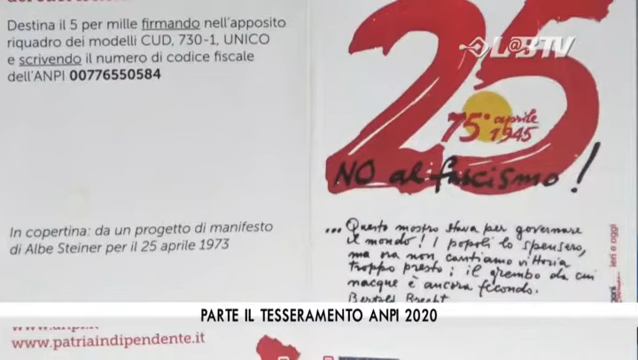 Destina il 5 per mille firmando nell'apposito
riquadro dei modelli CUD, 730-1, UNICO
e scrivendo il numero di codice fiscale
dell'ANPI 00776550584
In copertina: da un progetto di manifesto
di Albe Steiner per il 25 aprile 1973
www.anpi.it
www.patriaindipendente.it
L@BTV
25
75° aprile
1945
NO al fascismo!
... Questo mostro stava per governare
il mondo! I popoli lo spensero,
ma ora non cantiamo vittoria
troppo presto: il grembo da cui
nacque è ancora fecondo.
Bertolt Brecht
ieri e oggi
PARTE IL TESSERAMENTO ANPI 2020